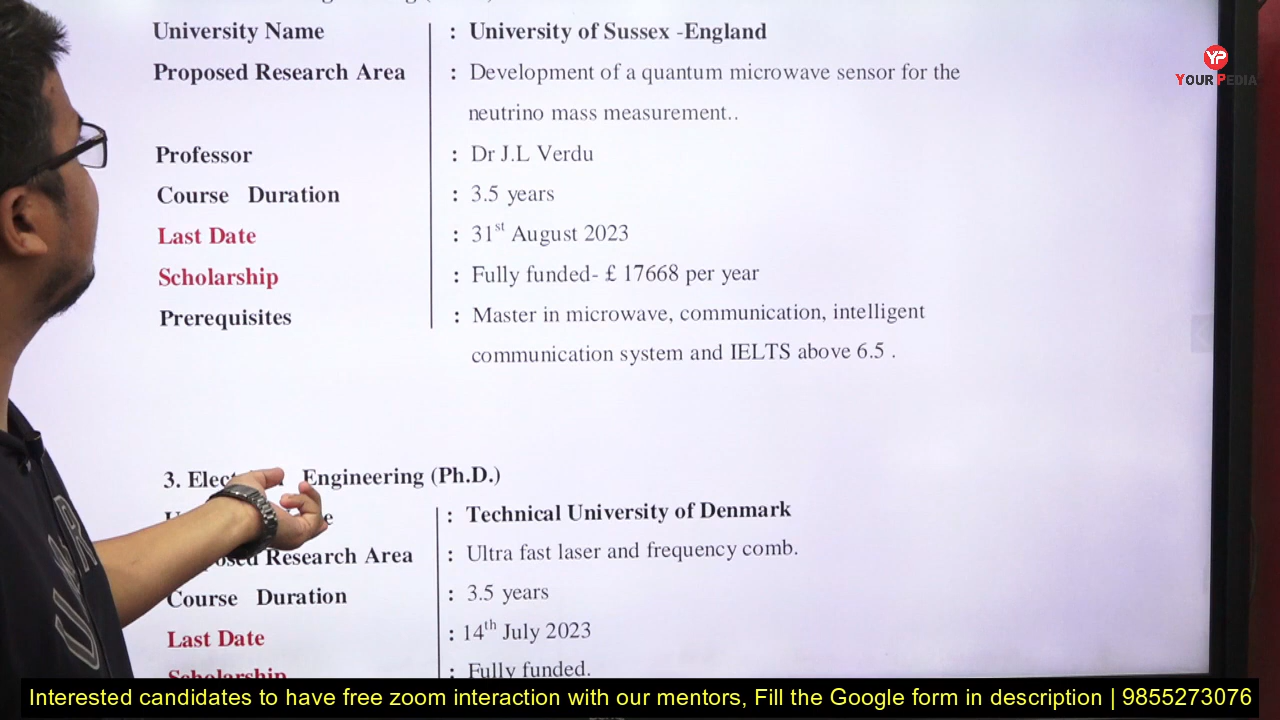 University Name : University of Sussex -England
Proposed Research Area : Development of a quantum microwave sensor for the
neutrino mass measurement..
Professor : Dr J.L Verdu
Course Duration : 3.5 years
Last Date : 31st August 2023
Scholarship : Fully funded- £ 17668 per year
Prerequisites : Master in microwave, communication, intelligent
communication system and IELTS above 6.5 .
3. Engineering (Ph.D.)
: Technical University of Denmark
Research Area : Ultra fast laser and frequency comb.
Course Duration : 3.5 years
Last Date : 14th July 2023
Scholarship : Fully funded.
YP
YOUR PEDIA
Interested candidates to have free zoom interaction with our mentors, Fill the Google form in description | 9855273076